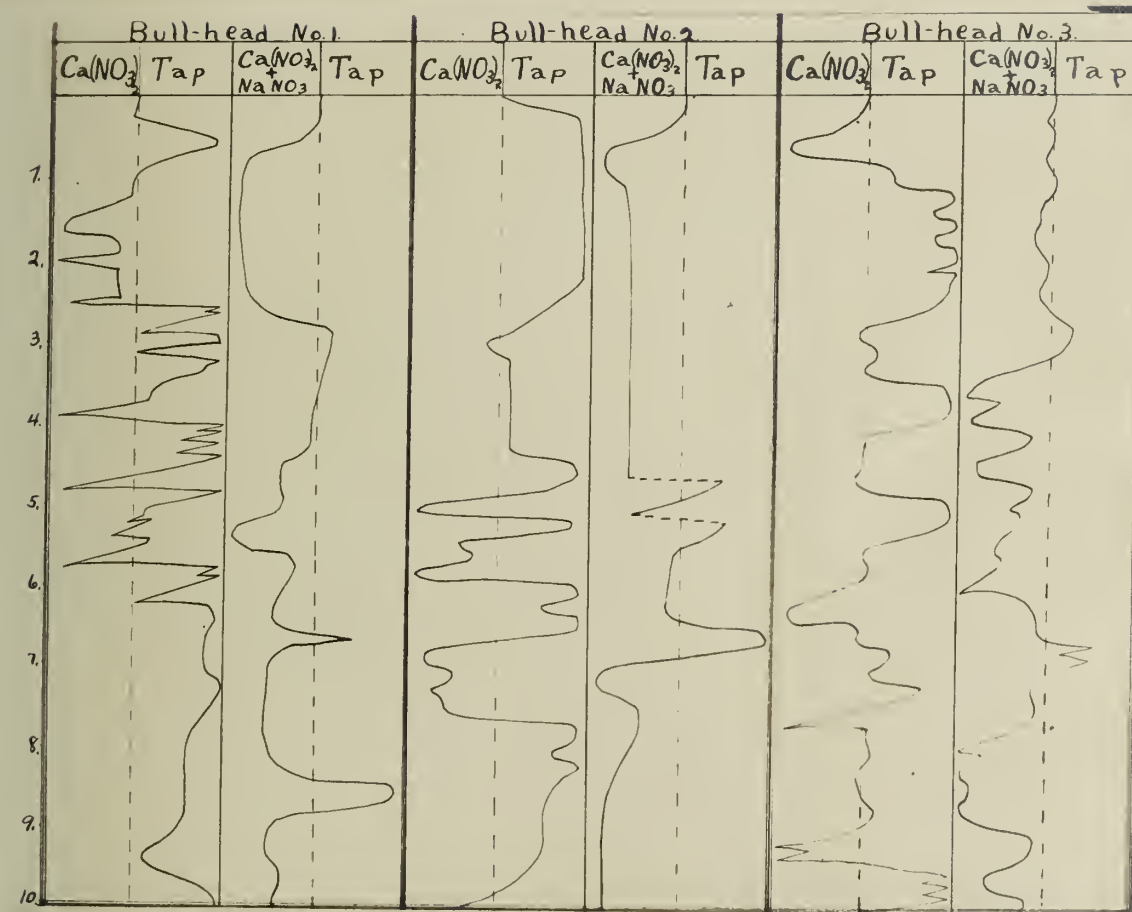 Bull-head No.1.
Bull-head No.2
Bull-head No.3.
Ca(NO3)2 Tap Ca(NO3)2 + NaNO3 Tap
Ca(NO3)2 Tap Ca(NO3)2 + NaNO3 Tap
Ca(NO3)2 Tap Ca(NO3)2 + NaNO3 Tap
1.
2.
3.
4.
5.
6.
7.
8.
9.
10.